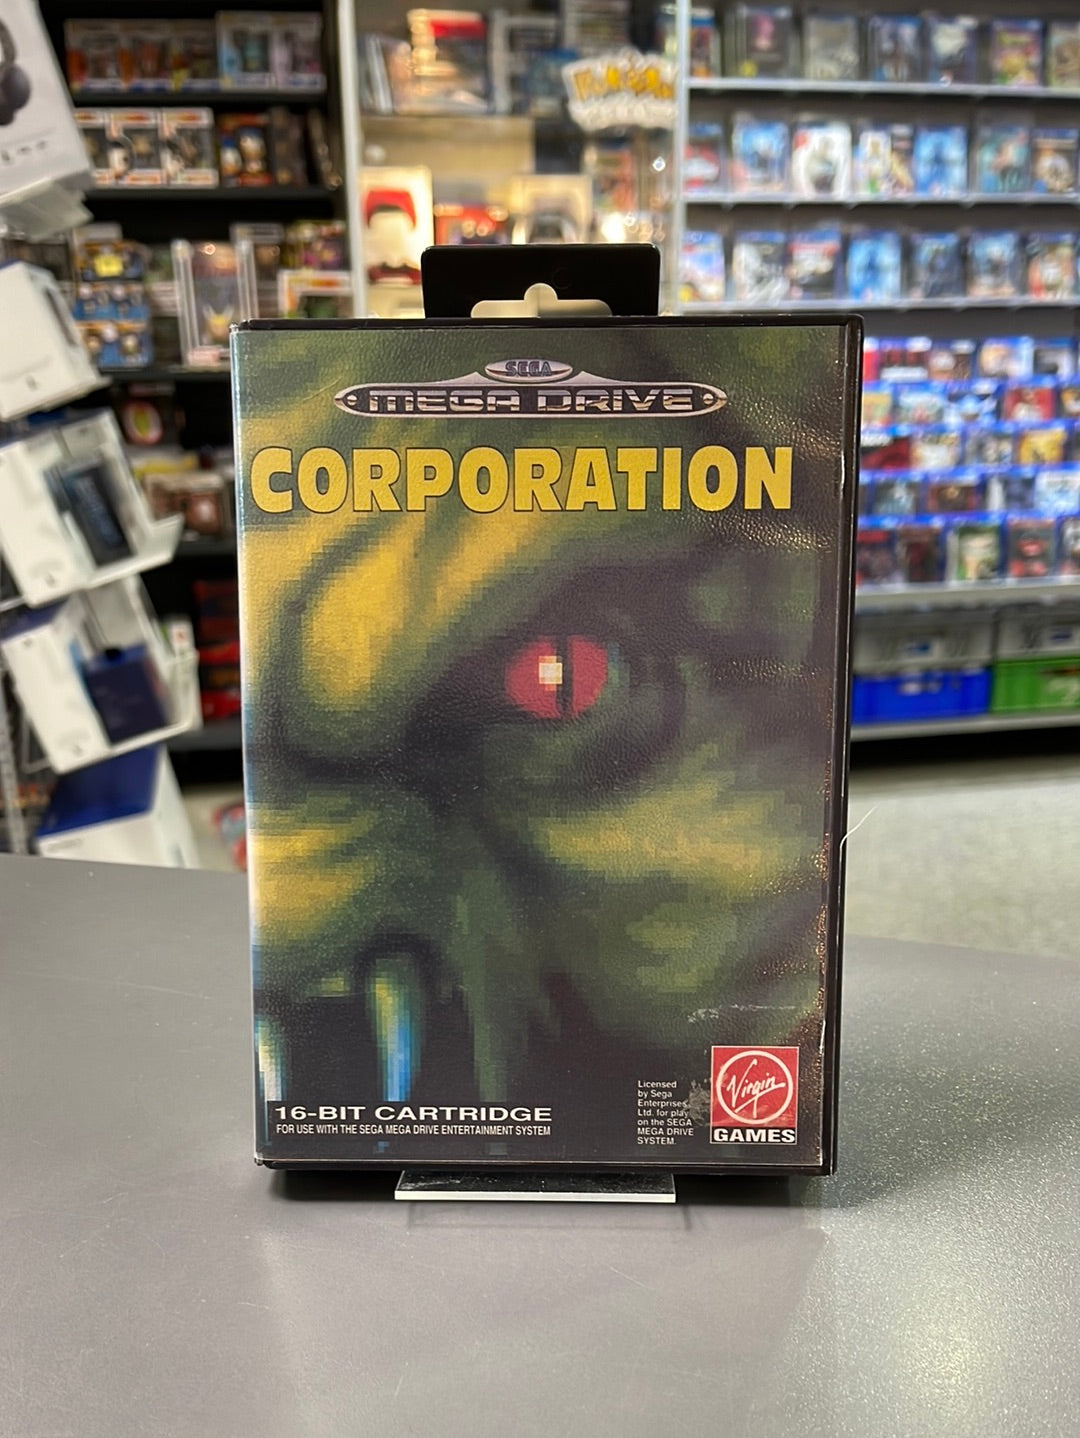 POKÉMON
SEGA
MEGA DRIVE
CORPORATION
16-BIT CARTRIDGE
FOR USE WITH THE SEGA MEGA DRIVE ENTERTAINMENT SYSTEM
Licensed
by Sega
Enterprises
Ltd. for play
on the SEGA
MEGA DRIVE
SYSTEM.
Virgin
GAMES